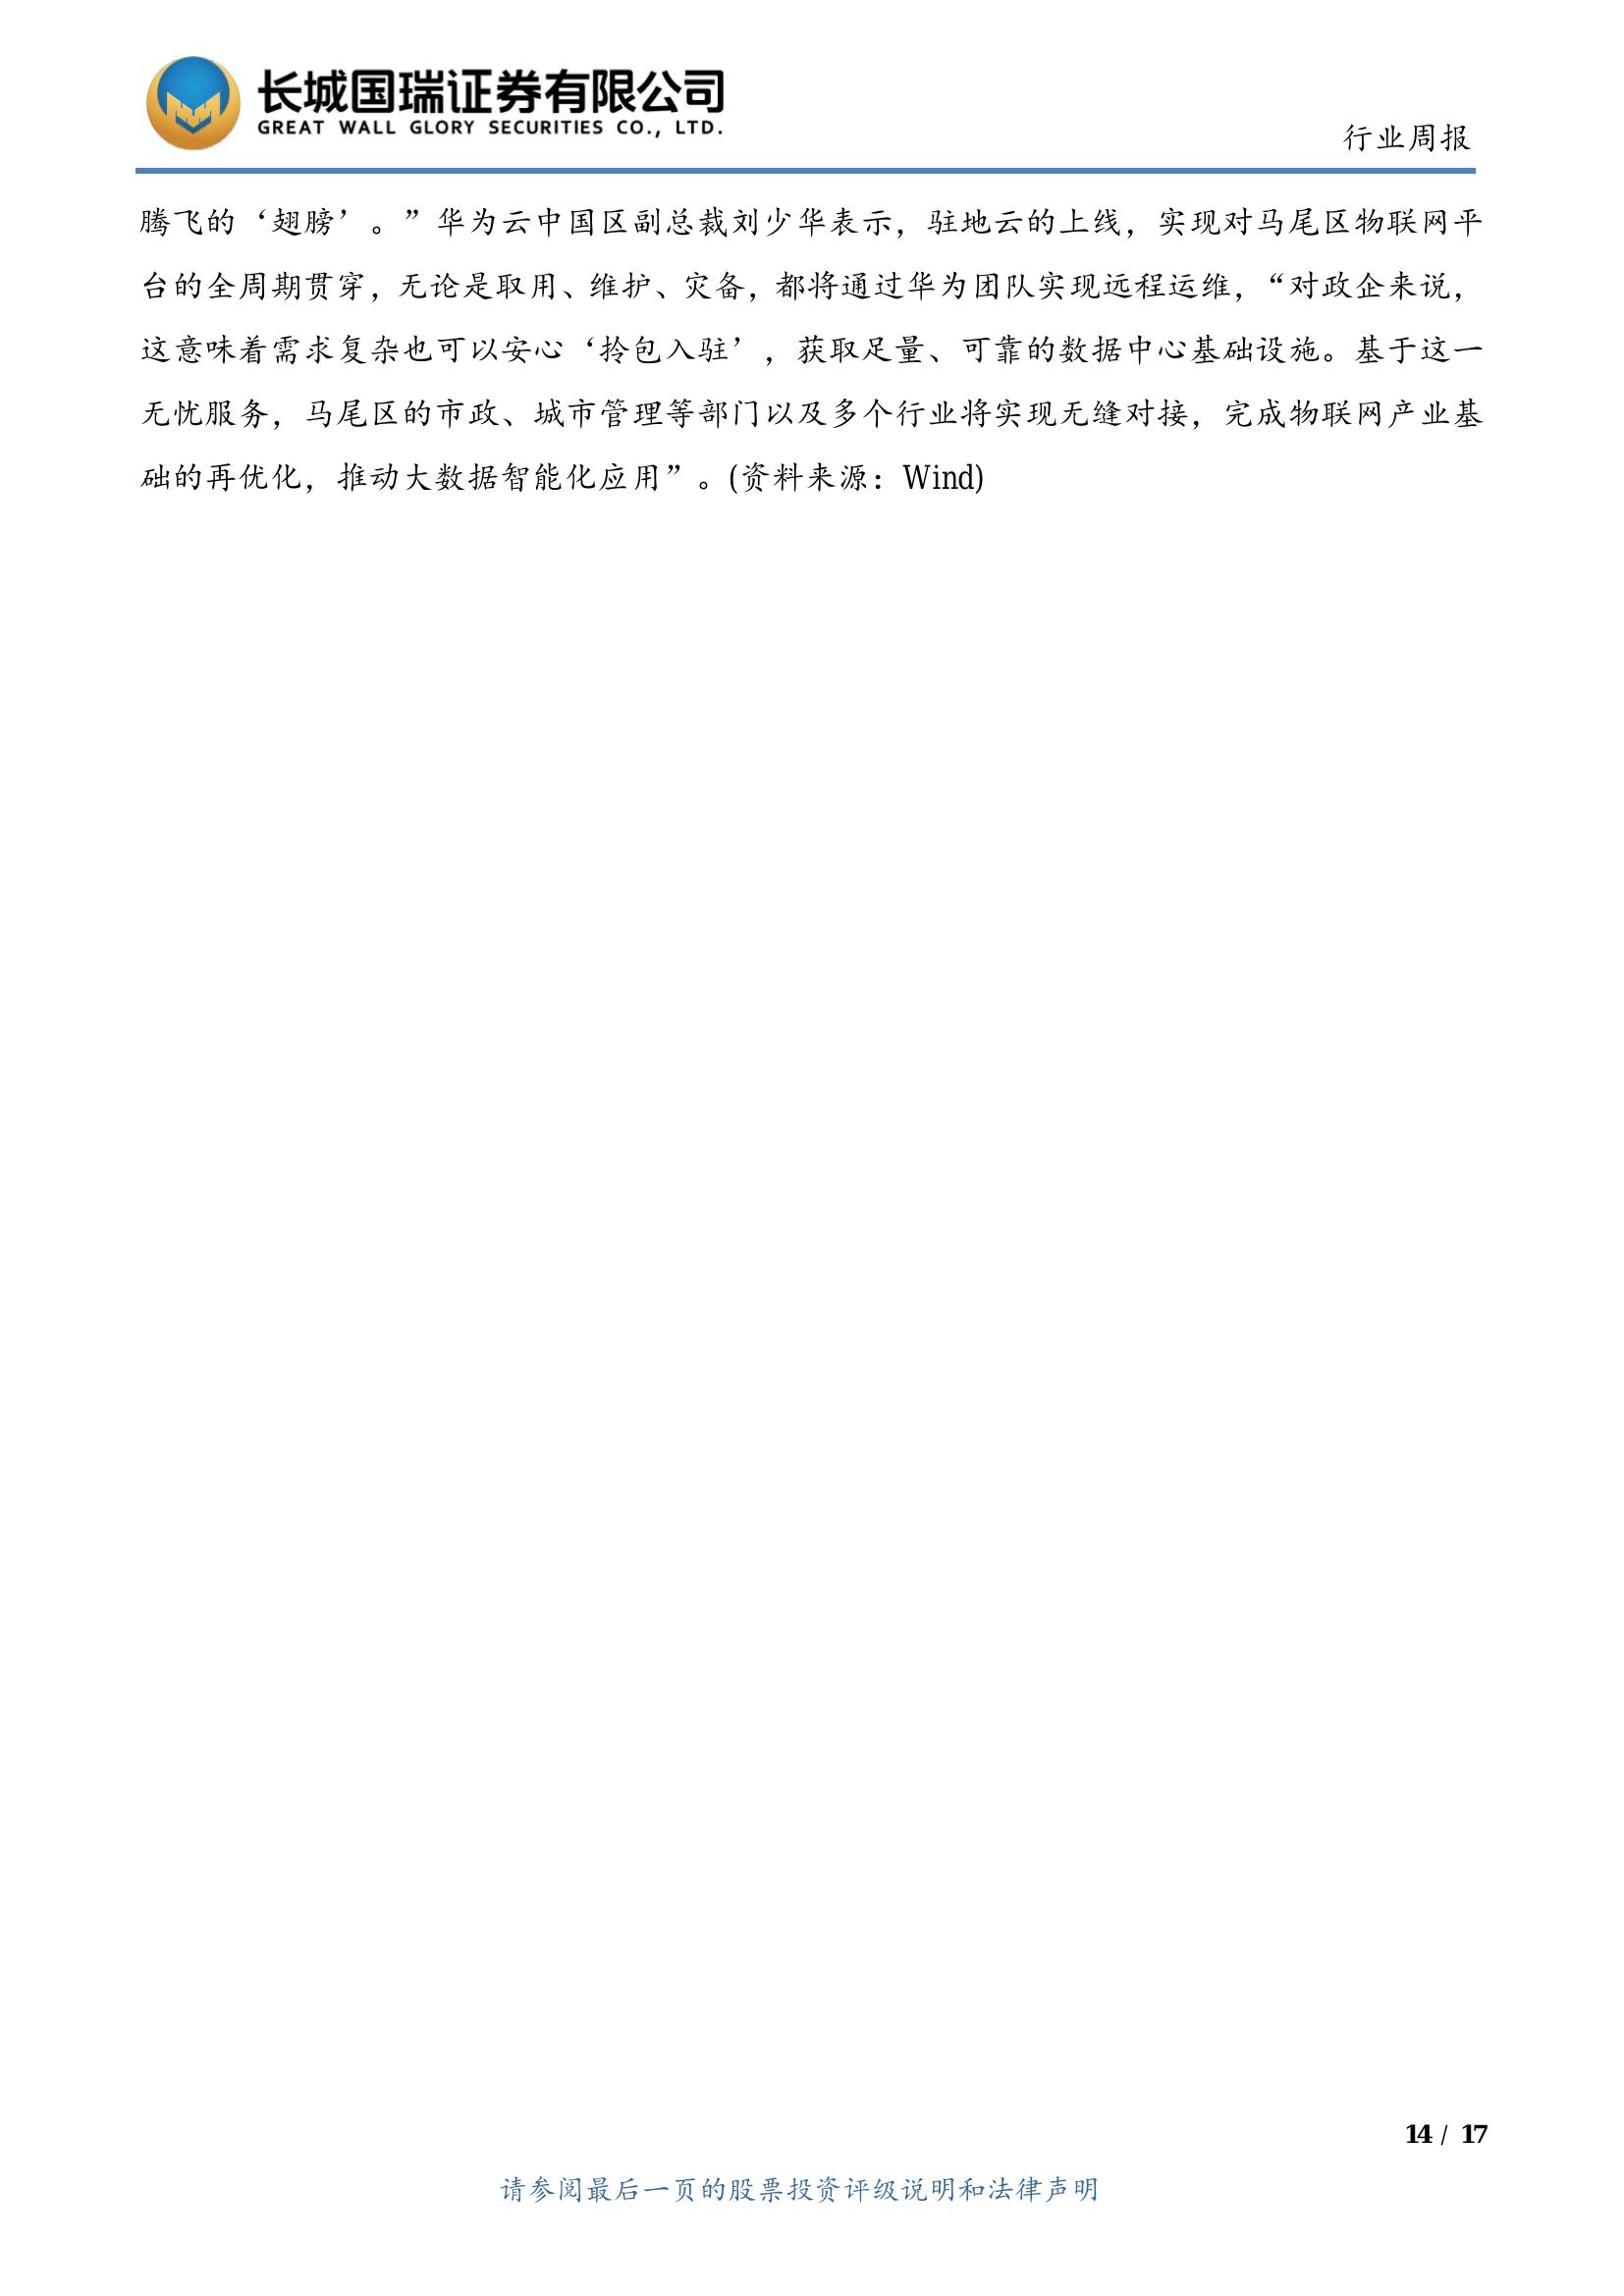 长城国瑞证券有限公司
GREAT WALL GLORY SECURITIES CO., LTD.
行业周报
腾飞的‘翅膀’。”华为云中国区副总裁刘少华表示，驻地云的上线，实现对马尾区物联网平
台的全周期贯穿，无论是取用、维护、灾备，都将通过华为团队实现远程运维，“对政企来说，
这意味着需求复杂也可以安心‘拎包入驻’，获取足量、可靠的数据中心基础设施。基于这一
无忧服务，马尾区的市政、城市管理等部门以及多个行业将实现无缝对接，完成物联网产业基
础的再优化，推动大数据智能化应用”。(资料来源：Wind)
14 / 17
请参阅最后一页的股票投资评级说明和法律声明